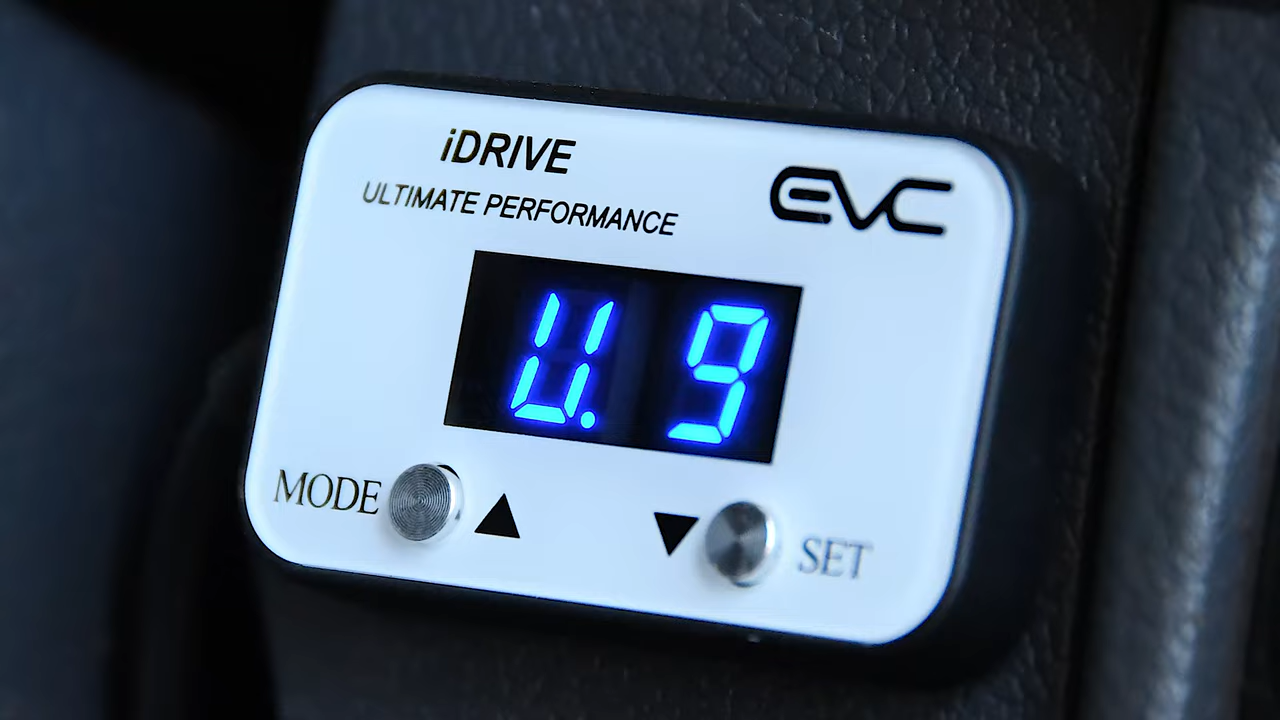 iDRIVE
ULTIMATE PERFORMANCE
EVC
U.9
MODE ▲ ▼ SET